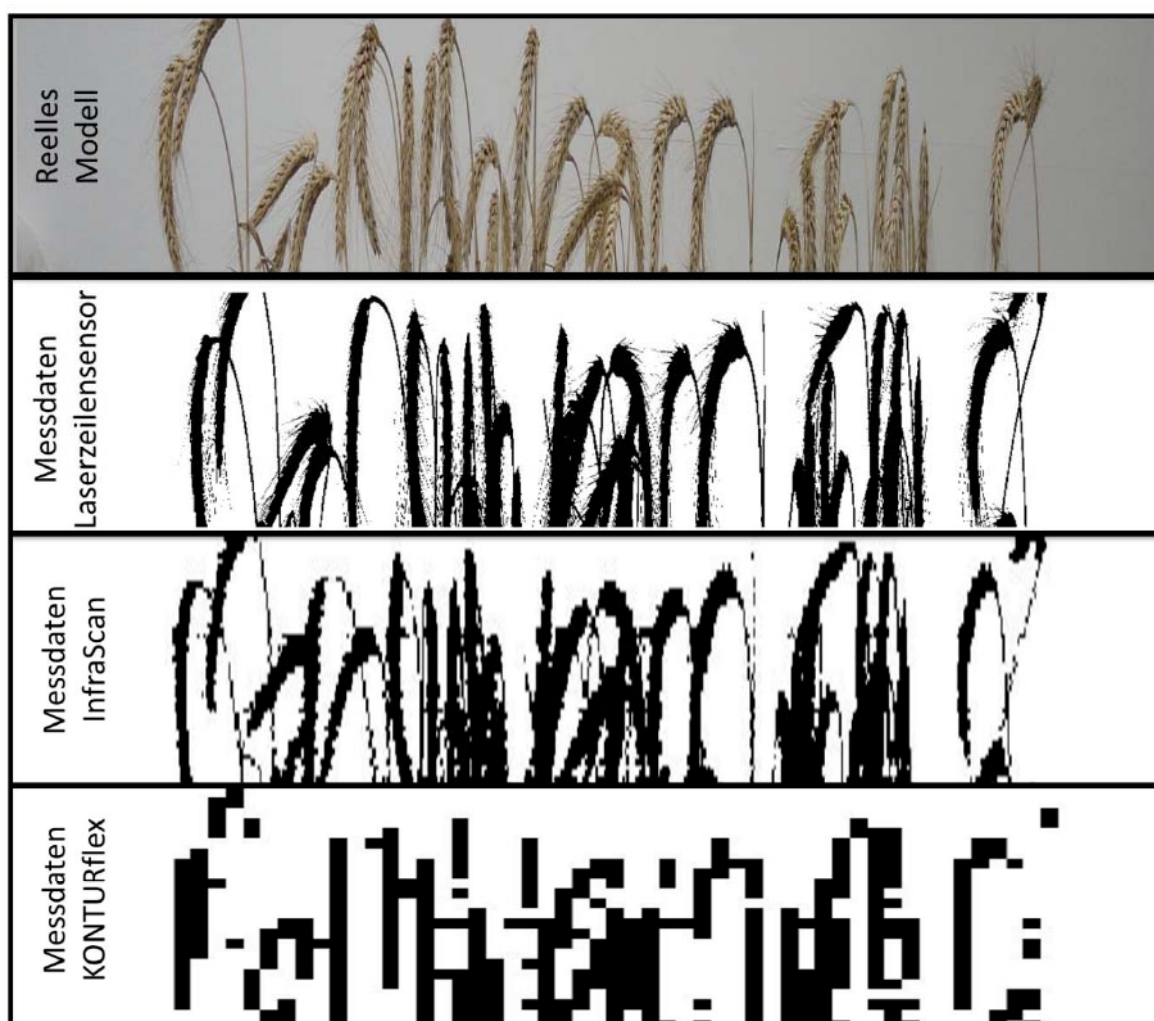 Reelles
Modell
Messdaten
Laserzeilensensor
Messdaten
InfraScan
Messdaten
KONTURflex